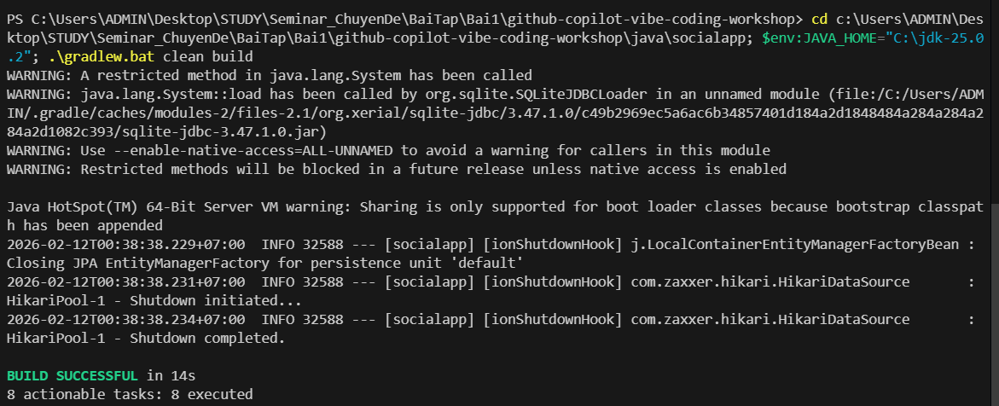 PS C:\Users\ADMIN\Desktop\STUDY\Seminar_ChuyenDe\BaiTap\Bai1\github-copilot-vibe-coding-workshop> cd c:\Users\ADMIN\Des
ktop\STUDY\Seminar_ChuyenDe\BaiTap\Bai1\github-copilot-vibe-coding-workshop\java\socialapp; $env:JAVA_HOME="C:\jdk-25.0
.2"; .\gradlew.bat clean build
WARNING: A restricted method in java.lang.System has been called
WARNING: java.lang.System::load has been called by org.sqlite.SQLiteJDBCLoader in an unnamed module (file:/C:/Users/ADM
IN/.gradle/caches/modules-2/files-2.1/org.xerial/sqlite-jdbc/3.47.1.0/c49b2969ec5a6ac6b34857401d184a2d1848484a284a284a2
84a2d1082c393/sqlite-jdbc-3.47.1.0.jar)
WARNING: Use --enable-native-access=ALL-UNNAMED to avoid a warning for callers in this module
WARNING: Restricted methods will be blocked in a future release unless native access is enabled
Java HotSpot(TM) 64-Bit Server VM warning: Sharing is only supported for boot loader classes because bootstrap classpat
h has been appended
2026-02-12T00:38:38.229+07:00  INFO 32588 --- [socialapp] [ionShutdownHook] j.LocalContainerEntityManagerFactoryBean :
Closing JPA EntityManagerFactory for persistence unit 'default'
2026-02-12T00:38:38.231+07:00  INFO 32588 --- [socialapp] [ionShutdownHook] com.zaxxer.hikari.HikariDataSource       :
HikariPool-1 - Shutdown initiated...
2026-02-12T00:38:38.234+07:00  INFO 32588 --- [socialapp] [ionShutdownHook] com.zaxxer.hikari.HikariDataSource       :
HikariPool-1 - Shutdown completed.
BUILD SUCCESSFUL in 14s
8 actionable tasks: 8 executed